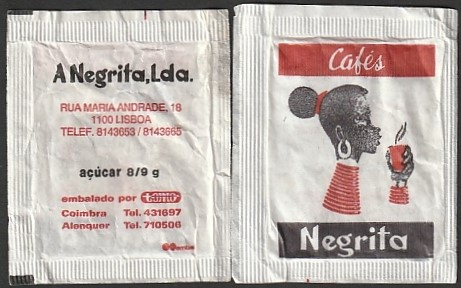 A Negrita, Lda.
RUA MARIA ANDRADE, 18
1100 LISBOA
TELEF. 8143653 / 8143665
açúcar 8/9 g
embalado por
Coimbra Tel. 431697
Alenquer Tel. 710506
Cafés
Negrita